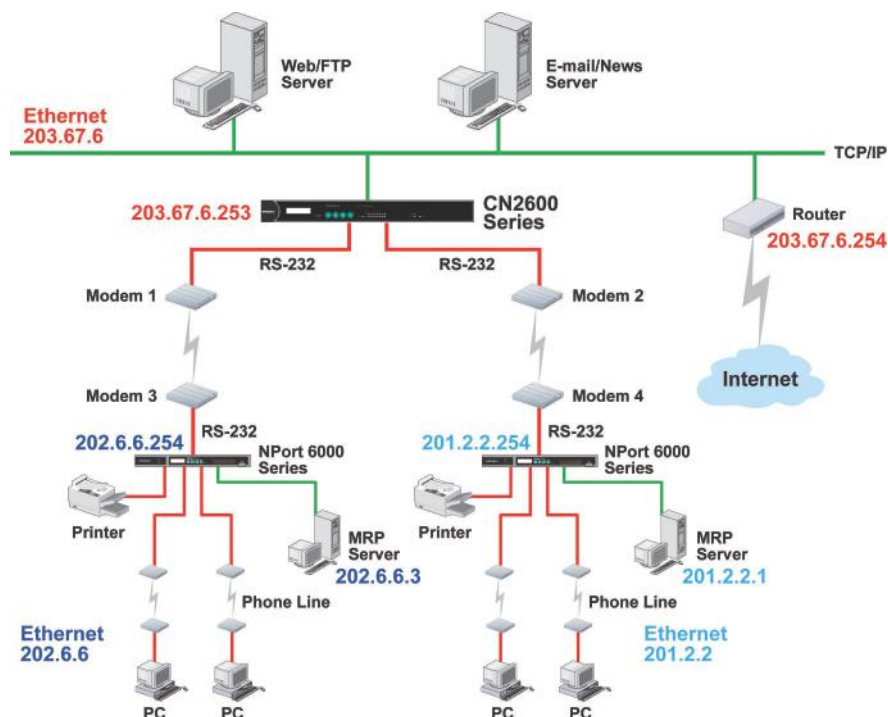 Web/FTP
Server
E-mail/News
Server
Ethernet
203.67.6
TCP/IP
203.67.6.253
CN2600
Series
Router
203.67.6.254
RS-232
RS-232
Modem 1
Modem 2
Internet
Modem 3
Modem 4
RS-232
RS-232
202.6.6.254
NPort 6000
Series
201.2.2.254
NPort 6000
Series
Printer
MRP
Server
202.6.6.3
Printer
MRP
Server
201.2.2.1
Phone Line
Phone Line
Ethernet
202.6.6
Ethernet
201.2.2
PC
PC
PC
PC